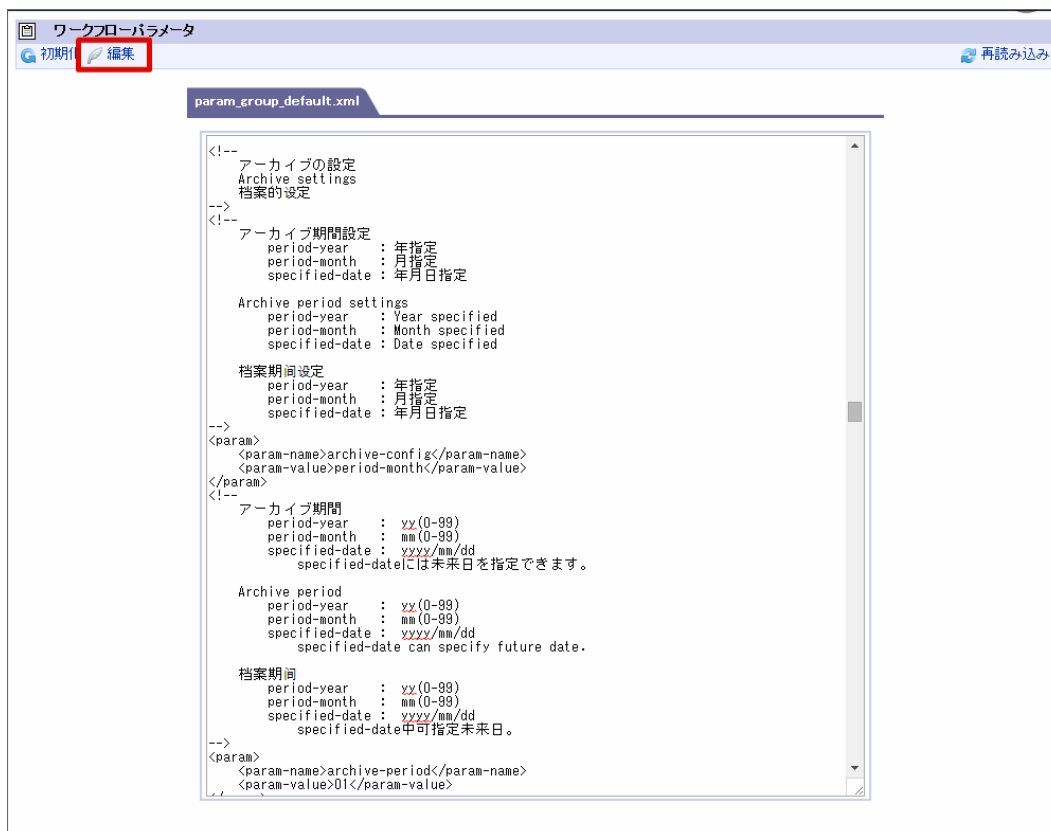 ワークフローパラメータ
初期化 編集 再読み込み
param_group_default.xml
<!--
アーカイブの設定
Archive settings
档案的设定
-->
<!--
アーカイブ期間設定
period-year : 年指定
period-month : 月指定
specified-date : 年月日指定
Archive period settings
period-year : Year specified
period-month : Month specified
specified-date : Date specified
档案期间设定
period-year : 年指定
period-month : 月指定
specified-date : 年月日指定
-->
<param>
<param-name>archive-config</param-name>
<param-value>period-month</param-value>
</param>
<!--
アーカイブ期間
period-year : yy(0-99)
period-month : mm(0-99)
specified-date : yyyy/mm/dd
specified-dateには未来日を指定できます。
Archive period
period-year : yy(0-99)
period-month : mm(0-99)
specified-date : yyyy/mm/dd
specified-date can specify future date.
档案期间
period-year : yy(0-99)
period-month : mm(0-99)
specified-date : yyyy/mm/dd
specified-date中可指定未来日。
-->
<param>
<param-name>archive-period</param-name>
<param-value>01</param-value>